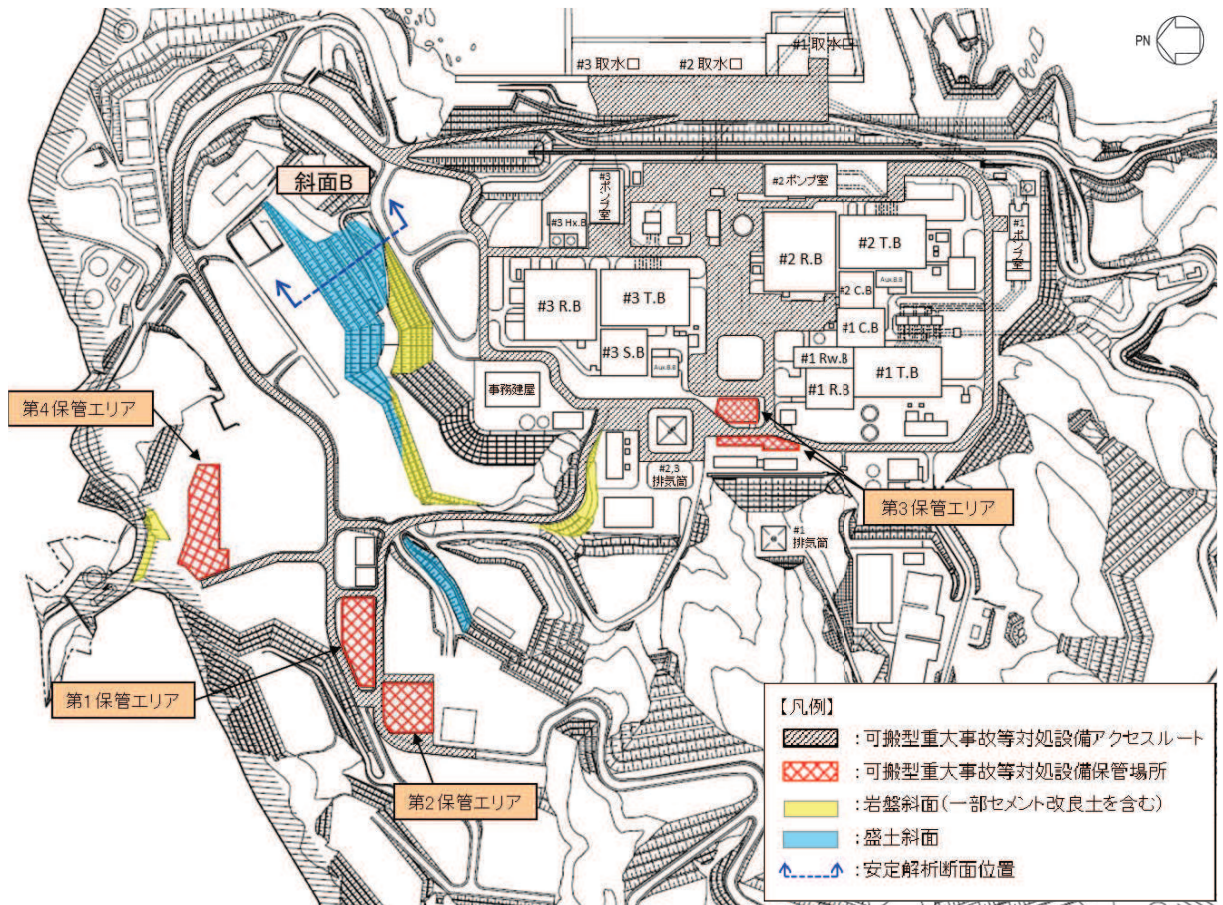 PN
#1取水口
#3取水口
#2取水口
斜面B
#3ポンプ室
#2ポンプ室
#3 Hx.B
#1ポンプ室
#2 R.B
#2 T.B
#3 R.B
#3 T.B
#2 C.B
Aux.B.B
#1 C.B
#3 S.B
Aux.B.B
#1 Rw.B
#1 R.B
#1 T.B
事務建屋
第4保管エリア
#2,3
排気筒
第3保管エリア
#1
排気筒
第1保管エリア
第2保管エリア
【凡例】
:可搬型重大事故等対処設備アクセスルート
:可搬型重大事故等対処設備保管場所
:岩盤斜面(一部セメント改良土を含む)
:盛土斜面
:安定解析断面位置